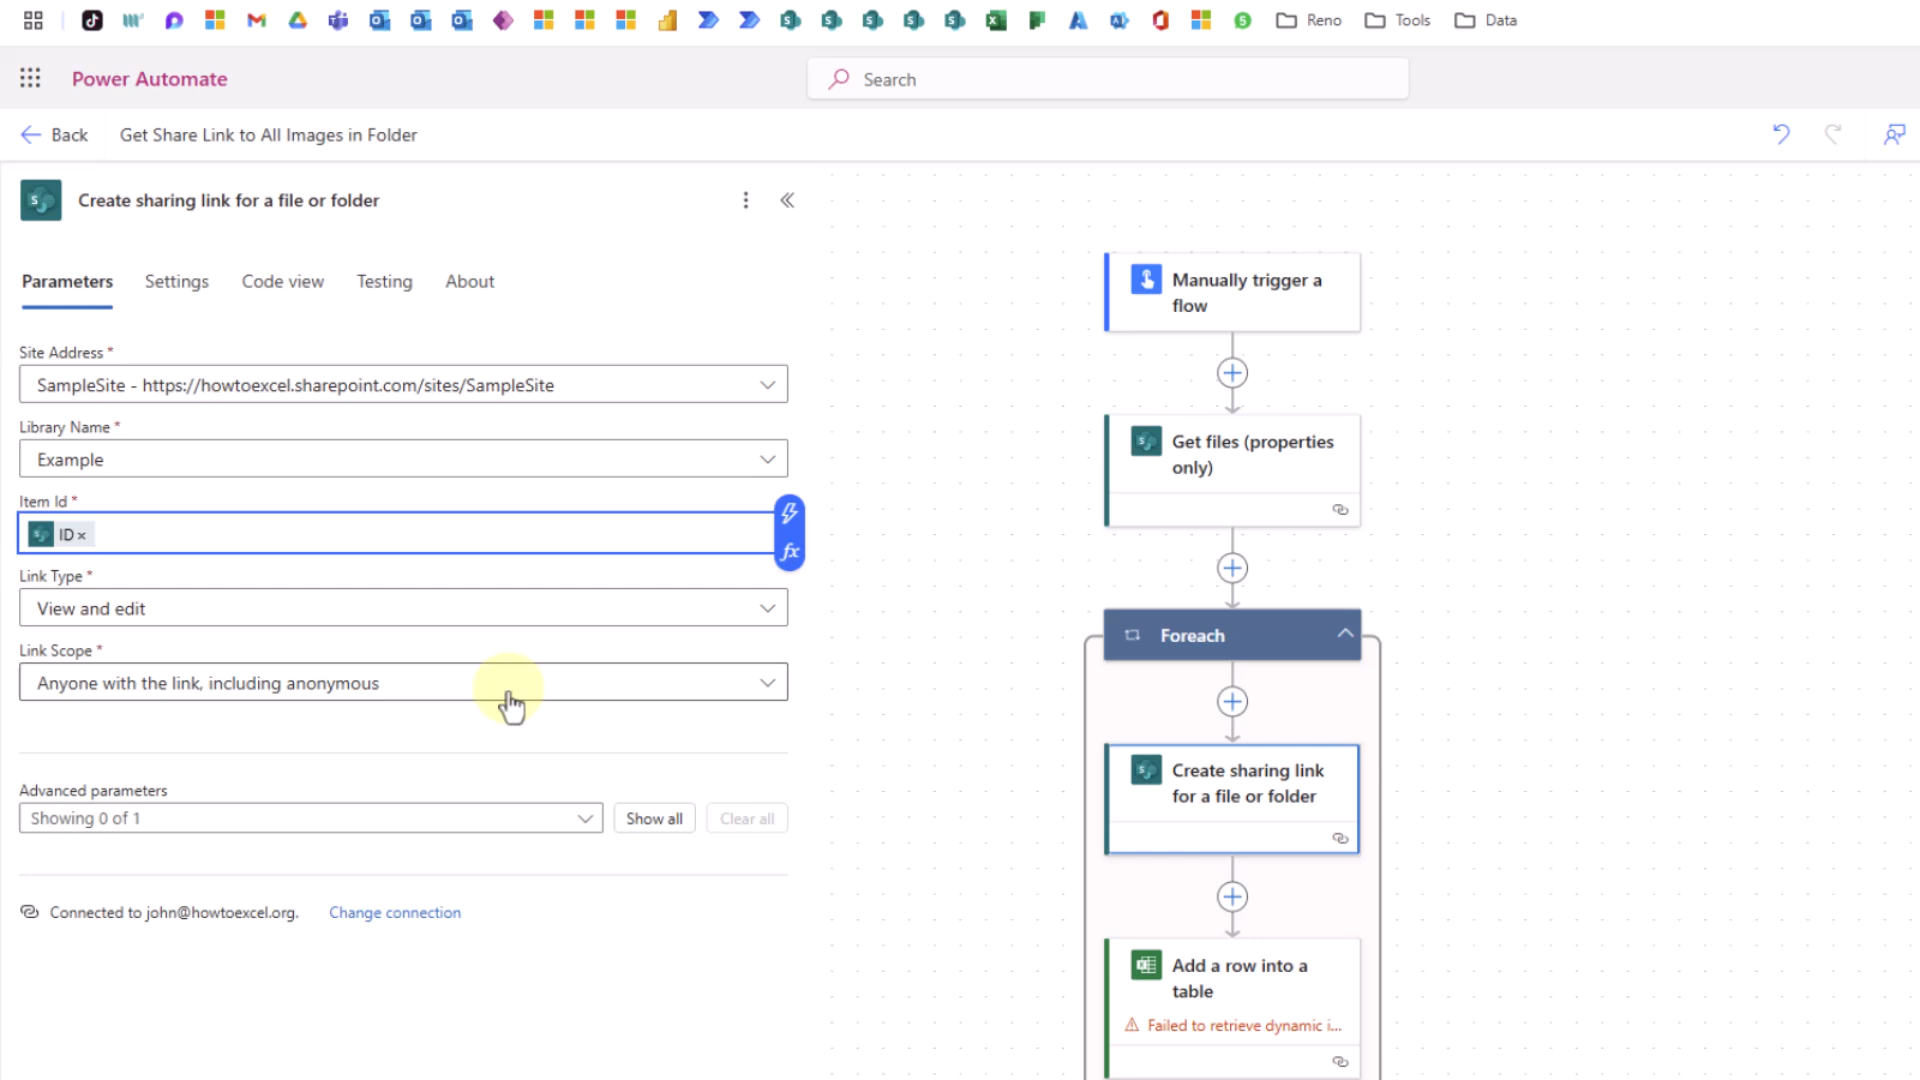 Reno
Tools
Data
Power Automate
Search
Back
Get Share Link to All Images in Folder
Create sharing link for a file or folder
Parameters
Settings
Code view
Testing
About
Site Address *
SampleSite - https://howtoexcel.sharepoint.com/sites/SampleSite
Library Name *
Example
Item Id *
ID ×
fx
Link Type *
View and edit
Link Scope *
Anyone with the link, including anonymous
Advanced parameters
Showing 0 of 1
Show all
Clear all
Connected to john@howtoexcel.org.
Change connection
Manually trigger a
flow
Get files (properties
only)
Foreach
Create sharing link
for a file or folder
Add a row into a
table
Failed to retrieve dynamic i...